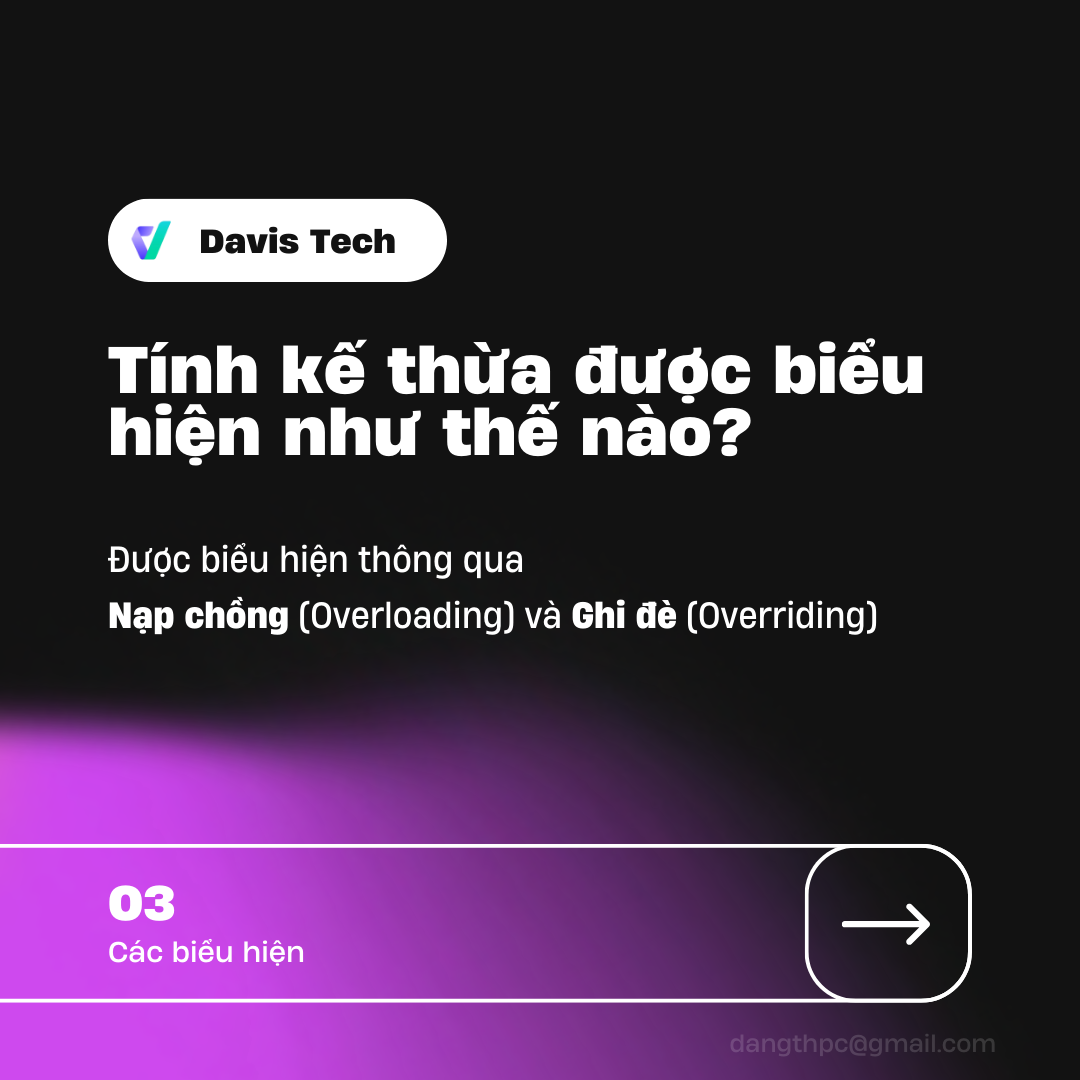 Davis Tech
Tính kế thừa được biểu
hiện như thế nào?
Được biểu hiện thông qua
Nạp chồng (Overloading) và Ghi đè (Overriding)
03
Các biểu hiện
dangthpc@gmail.com